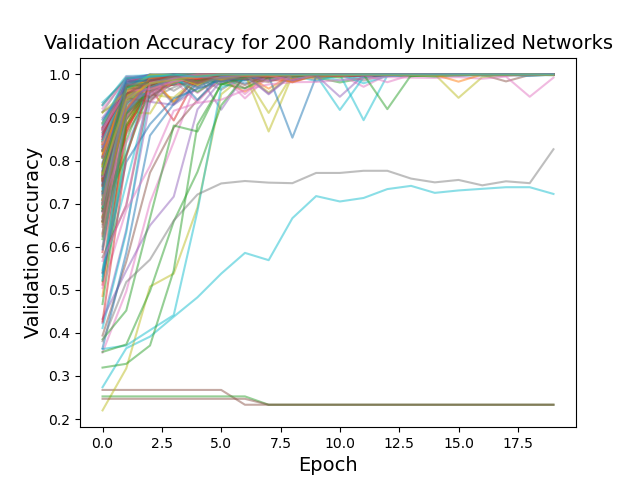 Validation Accuracy for 200 Randomly Initialized Networks
1.0
0.9
0.8
0.7
0.6
0.5
0.4
0.3
0.2
Validation Accuracy
0.0 2.5 5.0 7.5 10.0 12.5 15.0 17.5
Epoch